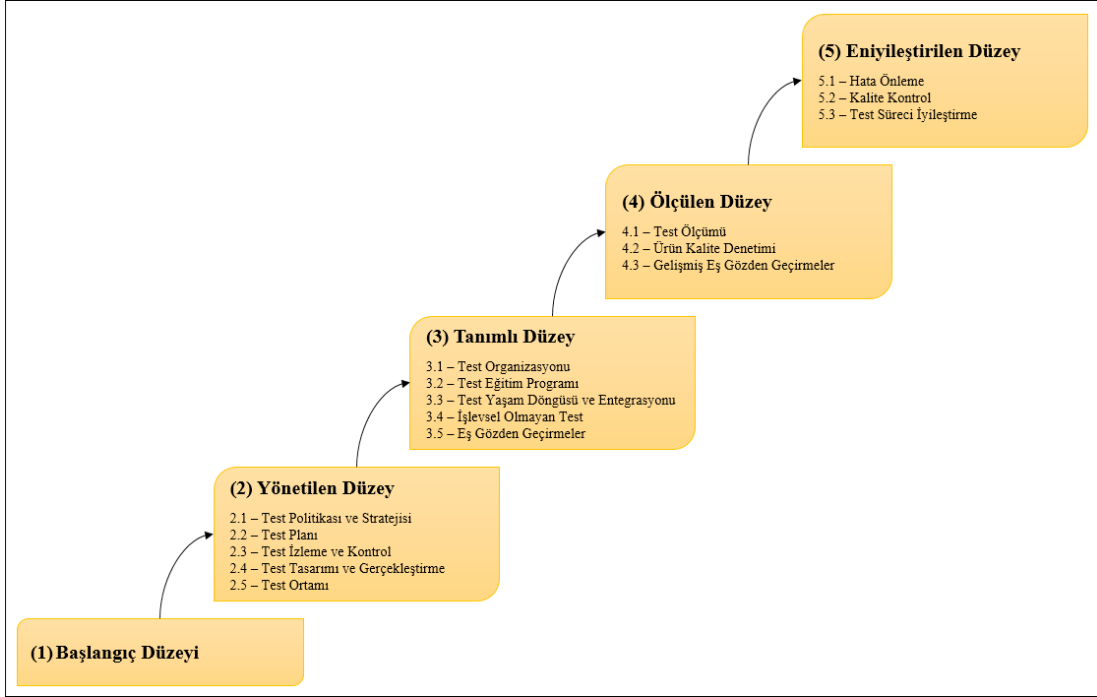 (5) Eniyileştirilen Düzey
5.1 – Hata Önleme
5.2 – Kalite Kontrol
5.3 – Test Süreci İyileştirme
(4) Ölçülen Düzey
4.1 – Test Ölçümü
4.2 – Ürün Kalite Denetimi
4.3 – Gelişmiş Eş Gözden Geçirmeler
(3) Tanımlı Düzey
3.1 – Test Organizasyonu
3.2 – Test Eğitim Programı
3.3 – Test Yaşam Döngüsü ve Entegrasyonu
3.4 – İşlevsel Olmayan Test
3.5 – Eş Gözden Geçirmeler
(2) Yönetilen Düzey
2.1 – Test Politikası ve Stratejisi
2.2 – Test Planı
2.3 – Test İzleme ve Kontrol
2.4 – Test Tasarımı ve Gerçekleştirme
2.5 – Test Ortamı
(1) Başlangıç Düzeyi